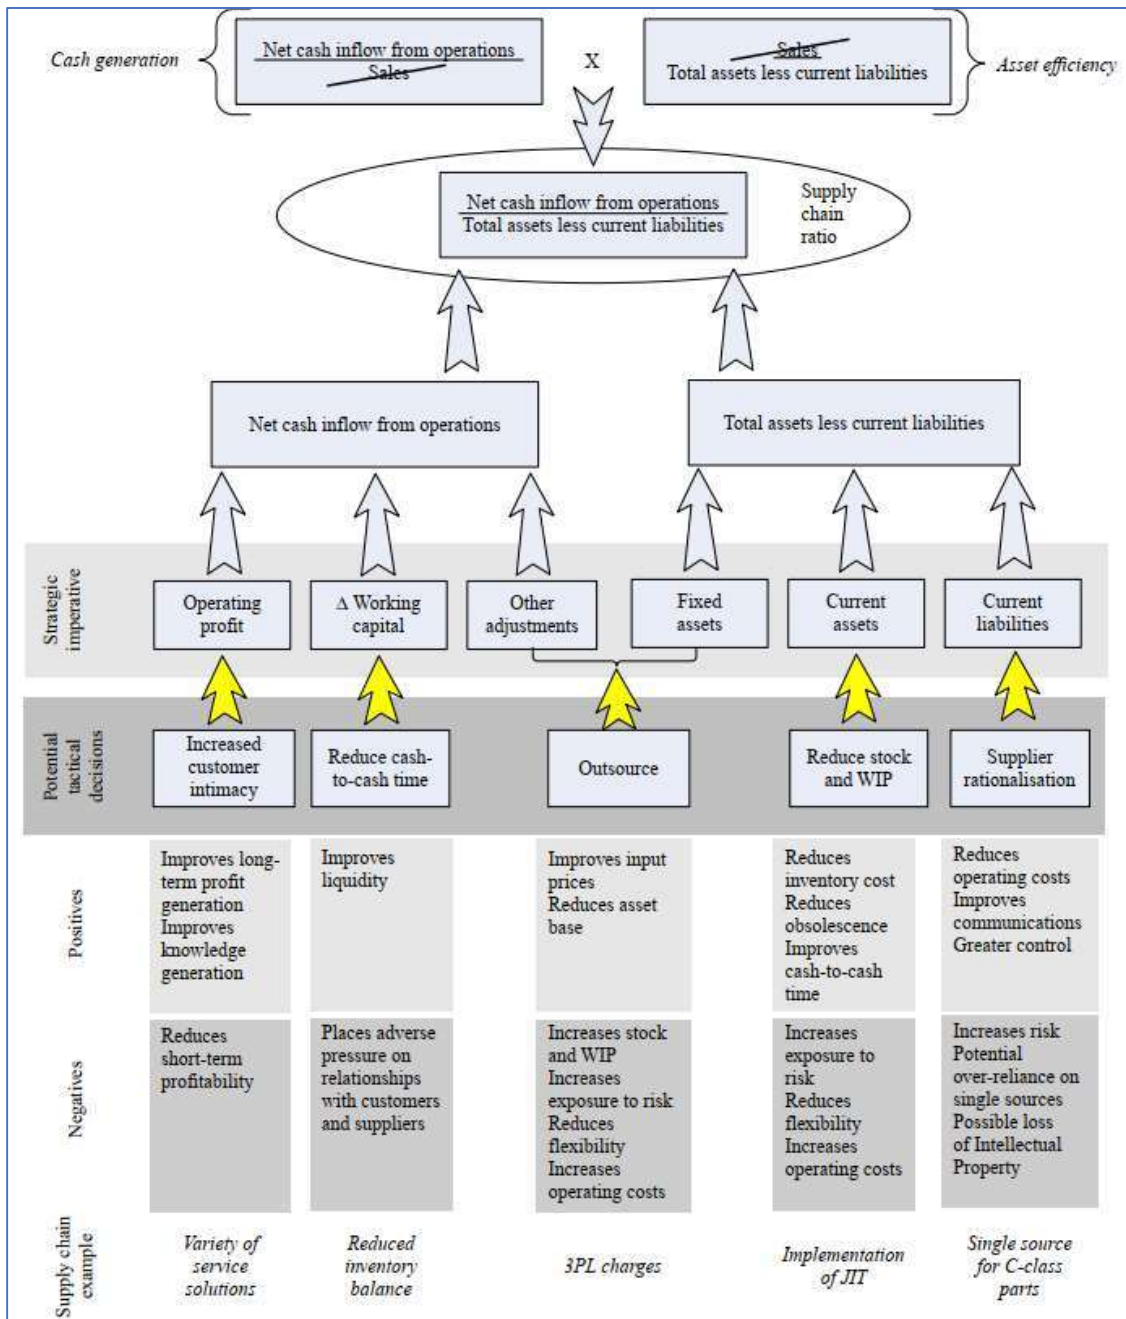 Cash generation
Net cash inflow from operations
Sales
X
Sales
Total assets less current liabilities
Asset efficiency
Net cash inflow from operations
Total assets less current liabilities
Supply
chain
ratio
Net cash inflow from operations
Total assets less current liabilities
Strategic
imperative
Operating
profit
Δ Working
capital
Other
adjustments
Fixed
assets
Current
assets
Current
liabilities
Potential
tactical
decisions
Increased
customer
intimacy
Reduce cash-
to-cash time
Outsource
Reduce stock
and WIP
Supplier
rationalisation
Positives
Improves long-
term profit
generation
Improves
knowledge
generation
Improves
liquidity
Improves input
prices
Reduces asset
base
Reduces
inventory cost
Reduces
obsolescence
Improves
cash-to-cash
time
Reduces
operating costs
Improves
communications
Greater control
Negatives
Reduces
short-term
profitability
Places adverse
pressure on
relationships
with customers
and suppliers
Increases stock
and WIP
Increases
exposure to risk
Reduces
flexibility
Increases
operating costs
Increases
exposure to
risk
Reduces
flexibility
Increases
operating costs
Increases risk
Potential
over-reliance on
single sources
Possible loss
of Intellectual
Property
Supply chain
example
Variety of
service
solutions
Reduced
inventory
balance
3PL charges
Implementation
of JIT
Single source
for C-class
parts